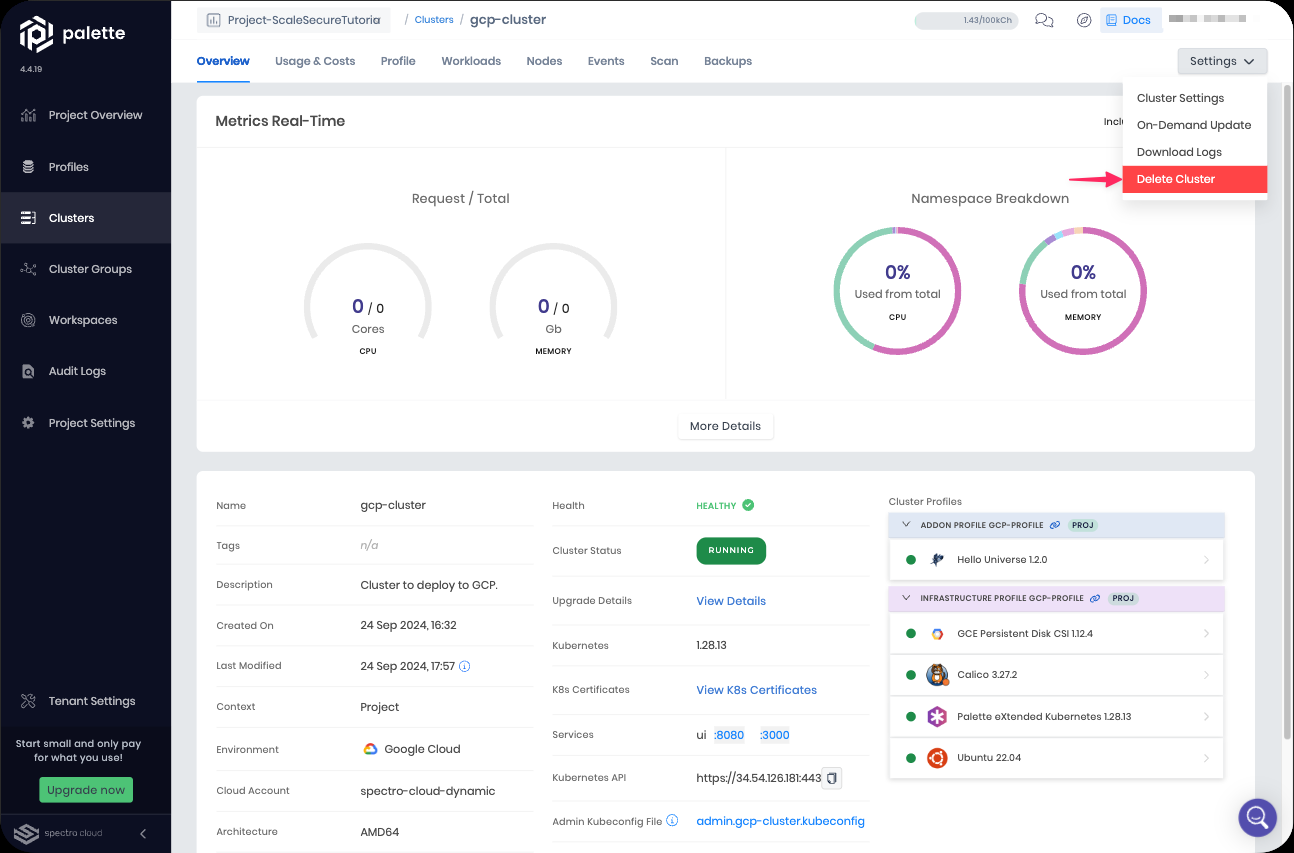 palette
4.4.19
Project Overview
Profiles
Clusters
Cluster Groups
Workspaces
Audit Logs
Project Settings
Tenant Settings
Start small and only pay
for what you use!
Upgrade now
spectro cloud
Project-ScaleSecureTutoria / Clusters / gcp-cluster
1.43/100kCh
Docs
Overview Usage & Costs Profile Workloads Nodes Events Scan Backups
Settings
Cluster Settings
On-Demand Update
Download Logs
Delete Cluster
Metrics Real-Time
Request / Total
0 / 0
Cores
CPU
0 / 0
Gb
MEMORY
Namespace Breakdown
0%
Used from total
CPU
0%
Used from total
MEMORY
More Details
Name gcp-cluster
Tags n/a
Description Cluster to deploy to GCP.
Created On 24 Sep 2024, 16:32
Last Modified 24 Sep 2024, 17:57
Context Project
Environment Google Cloud
Cloud Account spectro-cloud-dynamic
Architecture AMD64
Health HEALTHY
Cluster Status RUNNING
Upgrade Details View Details
Kubernetes 1.28.13
K8s Certificates View K8s Certificates
Services ui :8080 :3000
Kubernetes API https://34.54.126.181:443
Admin Kubeconfig File admin.gcp-cluster.kubeconfig
Cluster Profiles
ADDON PROFILE GCP-PROFILE PROJ
Hello Universe 1.2.0
INFRASTRUCTURE PROFILE GCP-PROFILE PROJ
GCE Persistent Disk CSI 1.12.4
Calico 3.27.2
Palette eXtended Kubernetes 1.28.13
Ubuntu 22.04